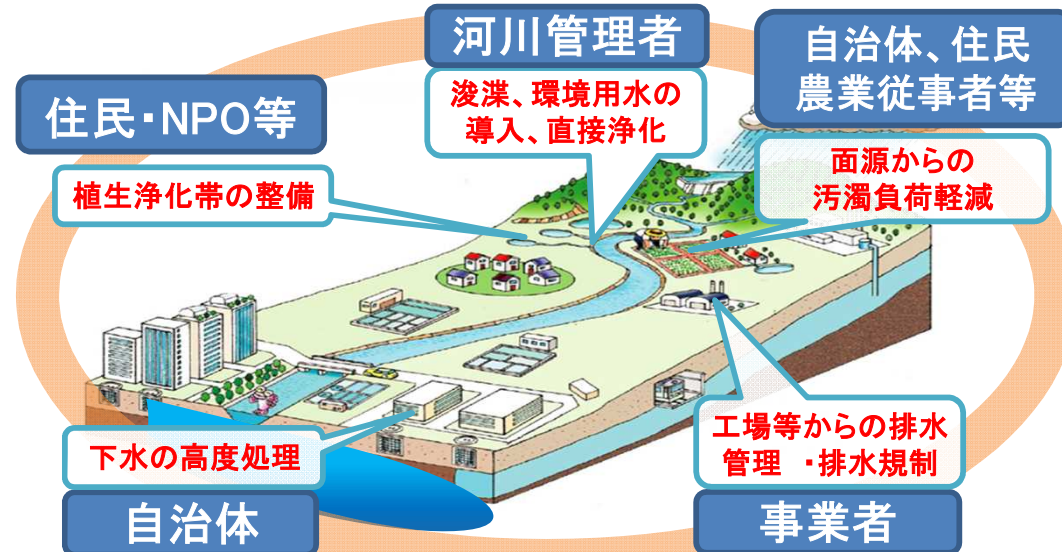 河川管理者
浚渫、環境用水の
導入、直接浄化
自治体、住民
農業従事者等
面源からの
汚濁負荷軽減
住民・NPO等
植生浄化帯の整備
下水の高度処理
自治体
工場等からの排水
管理　・排水規制
事業者